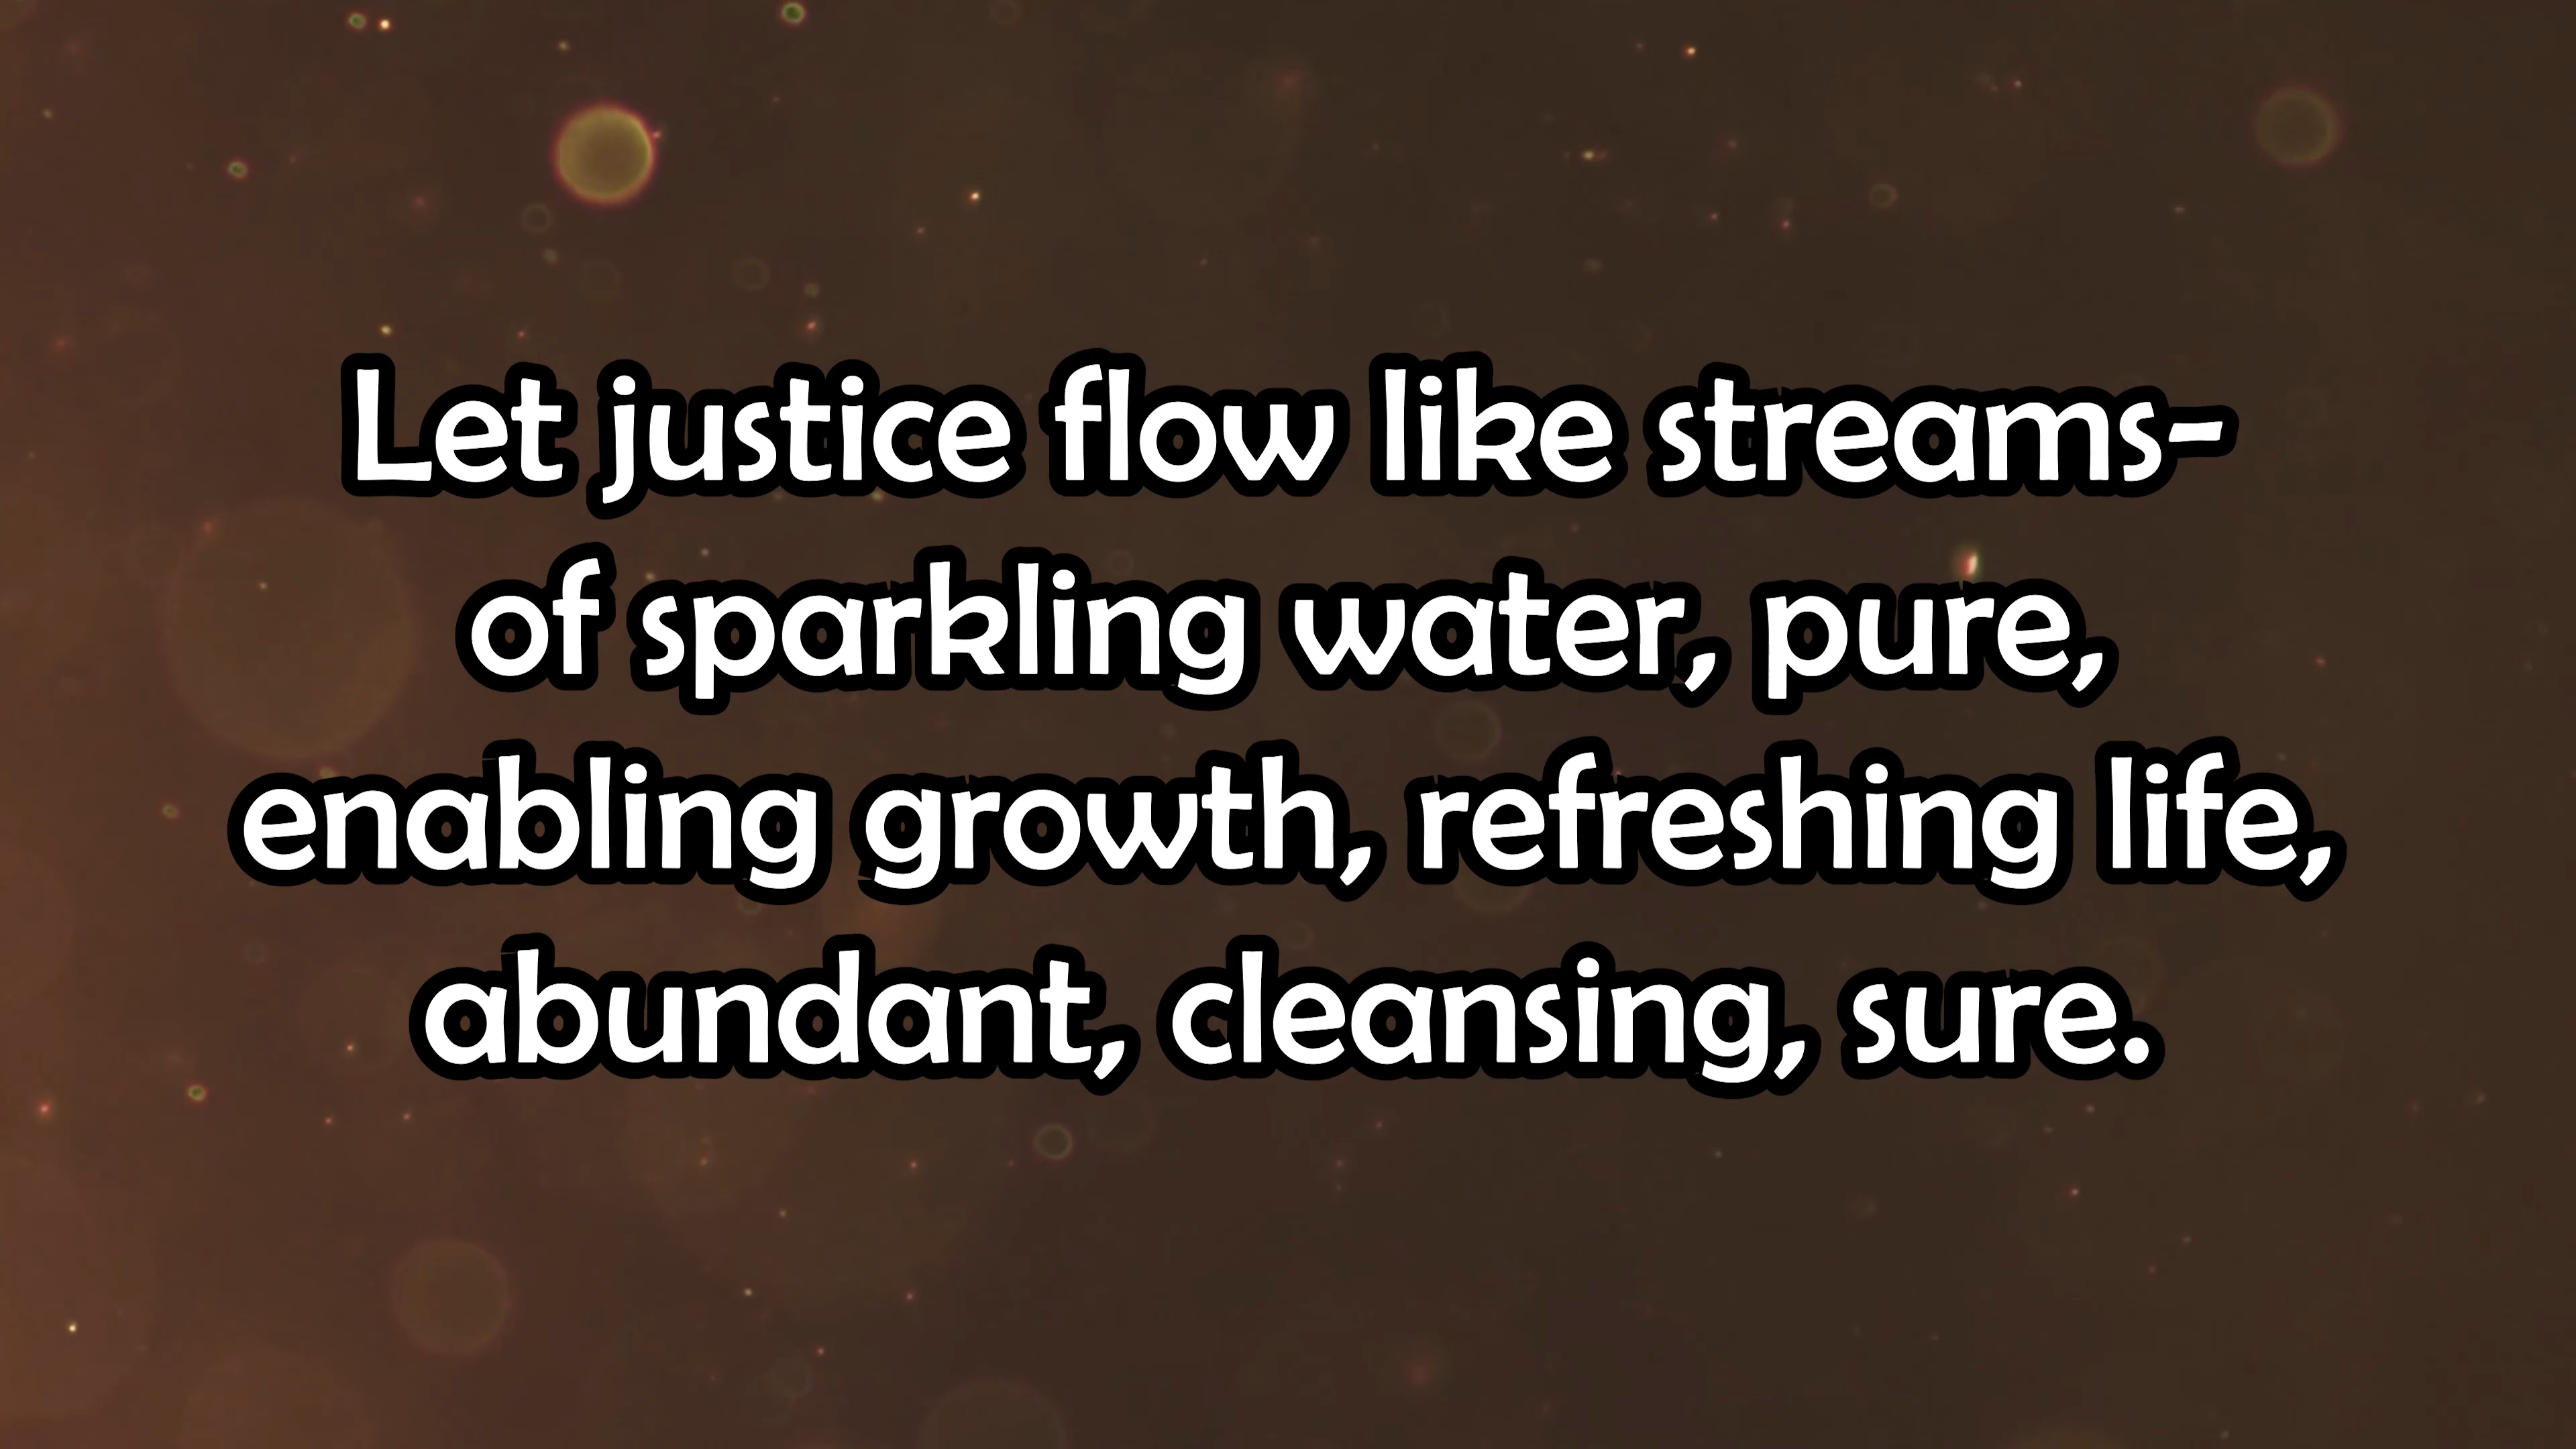 Let justice flow like streams-
of sparkling water, pure,
enabling growth, refreshing life,
abundant, cleansing, sure.